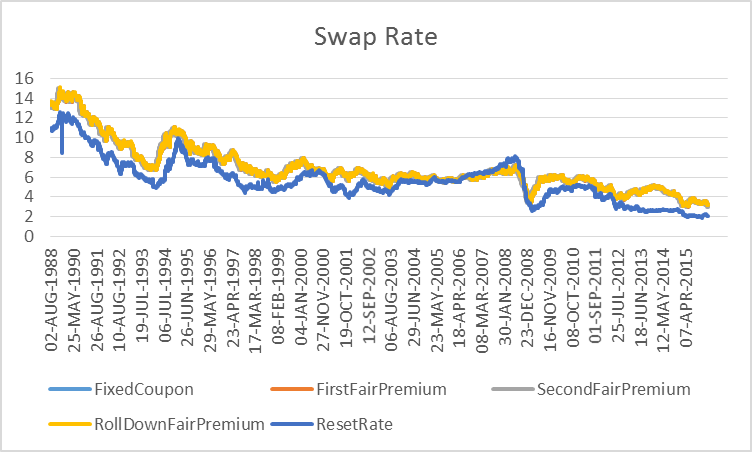 Swap Rate
16
14
12
10
8
6
4
2
0
02-AUG-1988
25-MAY-1990
26-AUG-1991
10-AUG-1992
19-JUL-1993
06-JUL-1994
26-JUN-1995
29-MAY-1996
23-APR-1997
17-MAR-1998
08-FEB-1999
04-JAN-2000
27-NOV-2000
19-OCT-2001
12-SEP-2002
06-AUG-2003
29-JUN-2004
23-MAY-2005
18-APR-2006
08-MAR-2007
30-JAN-2008
23-DEC-2008
16-NOV-2009
08-OCT-2010
01-SEP-2011
25-JUL-2012
18-JUN-2013
12-MAY-2014
07-APR-2015
FixedCoupon FirstFairPremium SecondFairPremium
RollDownFairPremium ResetRate